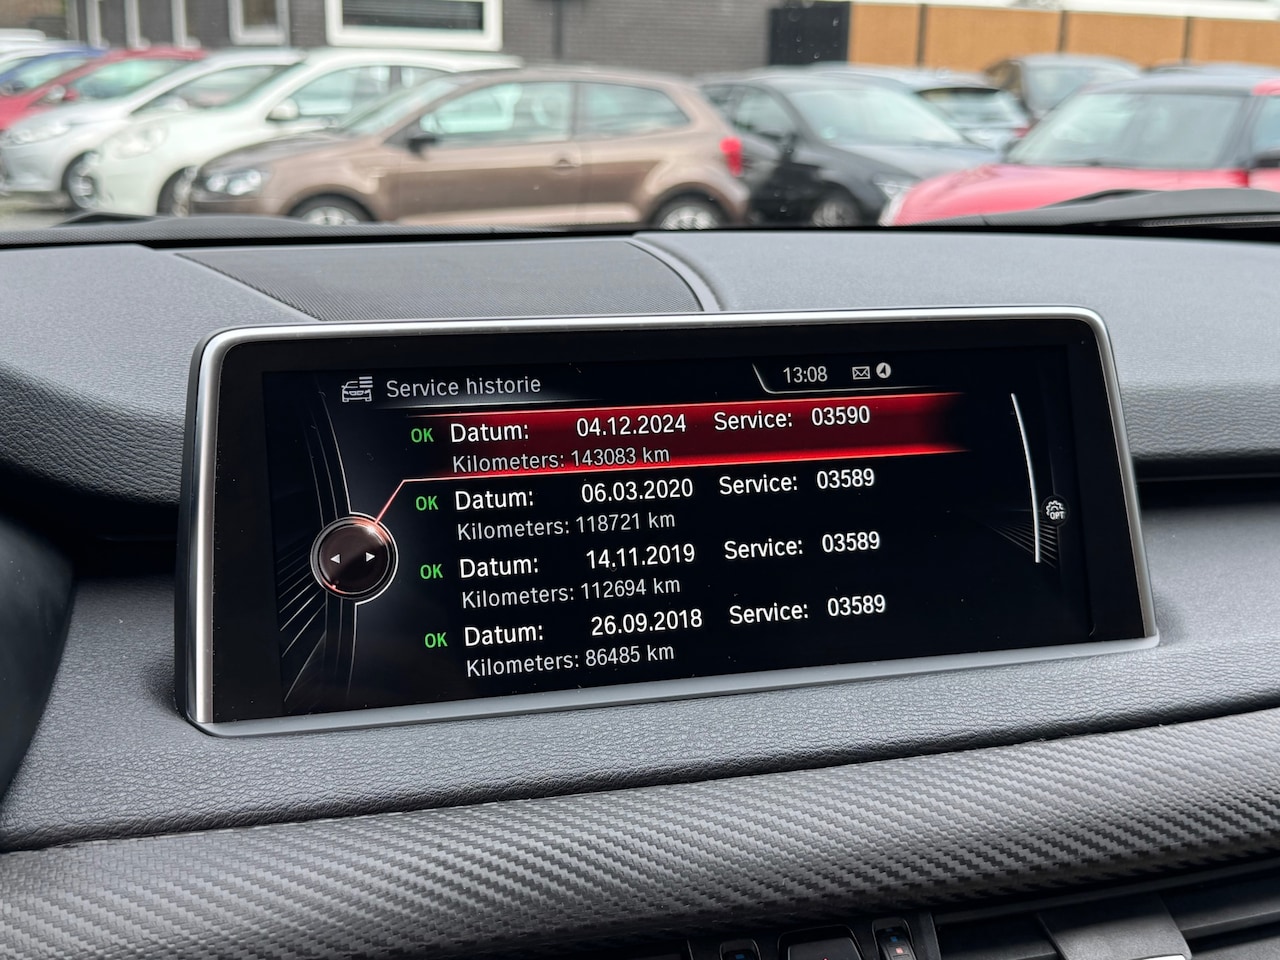 Service historie
13:08
OK Datum: 04.12.2024 Service: 03590
Kilometers: 143083 km
OK Datum: 06.03.2020 Service: 03589
Kilometers: 118721 km
OK Datum: 14.11.2019 Service: 03589
Kilometers: 112694 km
OK Datum: 26.09.2018 Service: 03589
Kilometers: 86485 km
OPT